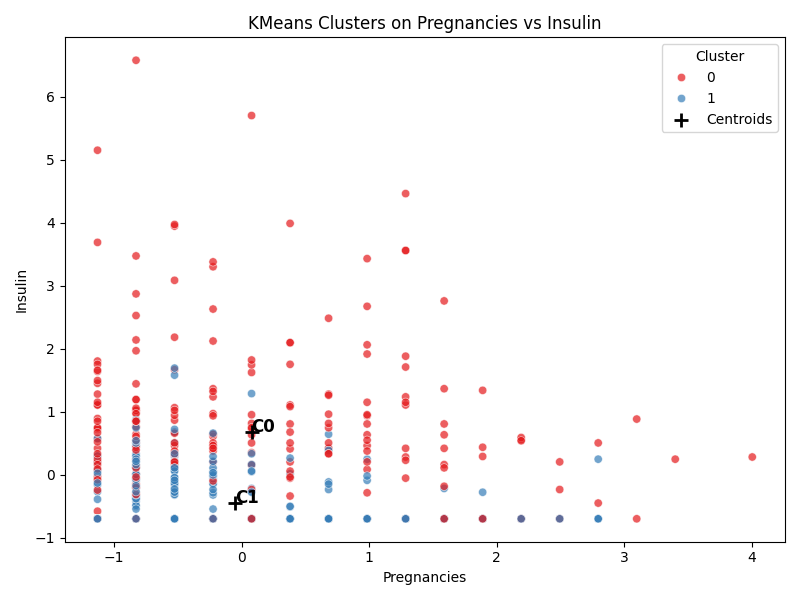 KMeans Clusters on Pregnancies vs Insulin
Cluster
0
1
Centroids
Insulin
6
5
4
3
2
1
0
−1
C0
C1
−1
0
1
2
3
4
Pregnancies